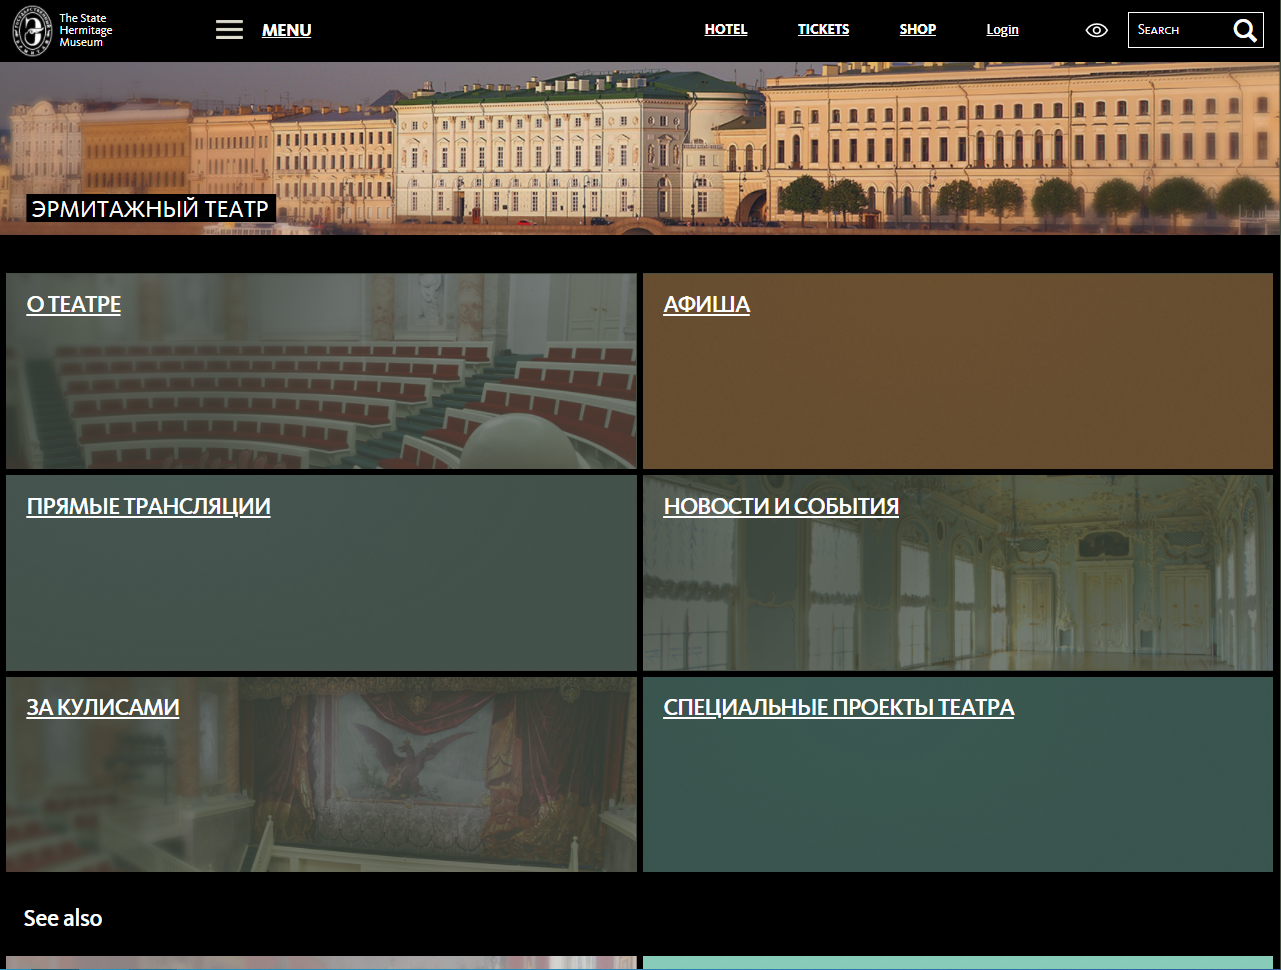 The State
Hermitage
Museum
MENU
HOTEL
TICKETS
SHOP
Login
Search
ЭРМИТАЖНЫЙ ТЕАТР
О ТЕАТРЕ
АФИША
ПРЯМЫЕ ТРАНСЛЯЦИИ
НОВОСТИ И СОБЫТИЯ
ЗА КУЛИСАМИ
СПЕЦИАЛЬНЫЕ ПРОЕКТЫ ТЕАТРА
See also